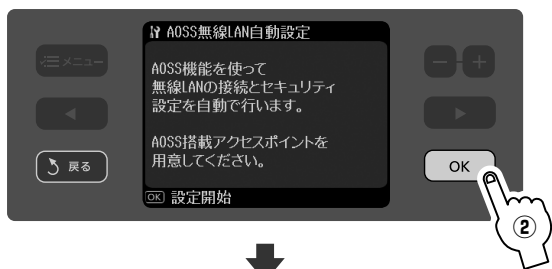 AOSS無線LAN自動設定
メニュー
AOSS機能を使って
無線LANの接続とセキュリティ
設定を自動で行います。
AOSS搭載アクセスポイントを
用意してください。
戻る
OK
OK 設定開始
②